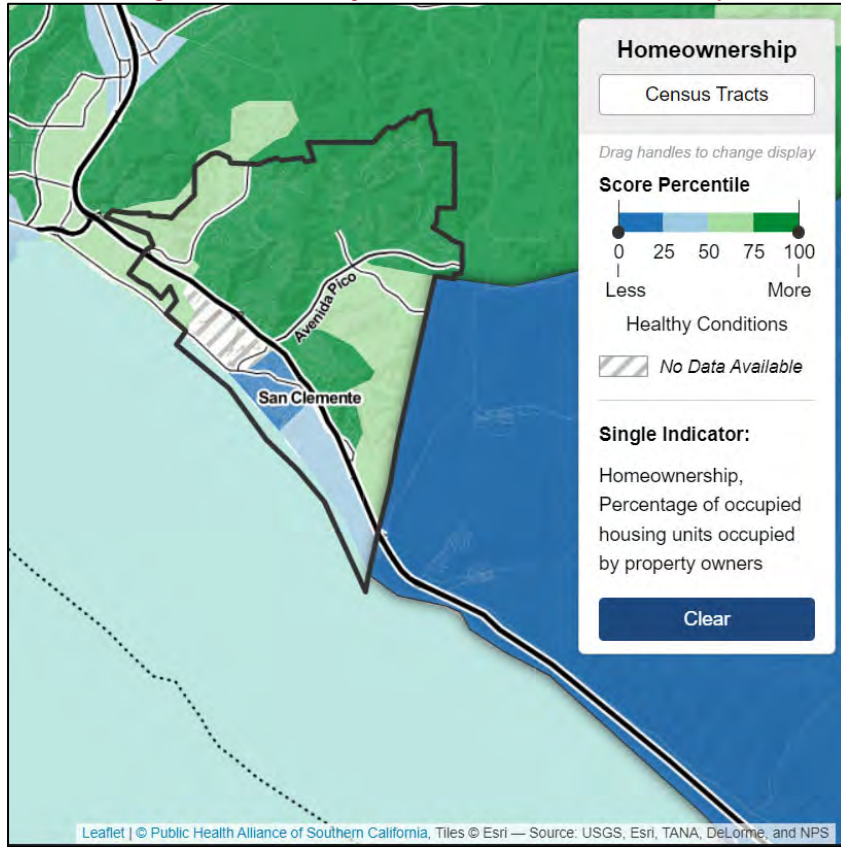 Homeownership
Census Tracts
Drag handles to change display
Score Percentile
0 25 50 75 100
Less More
Healthy Conditions
No Data Available
Single Indicator:
Homeownership,
Percentage of occupied
housing units occupied
by property owners
Clear
Avenida Pico
San Clemente
Leaflet | © Public Health Alliance of Southern California, Tiles © Esri — Source: USGS, Esri, TANA, DeLorme, and NPS